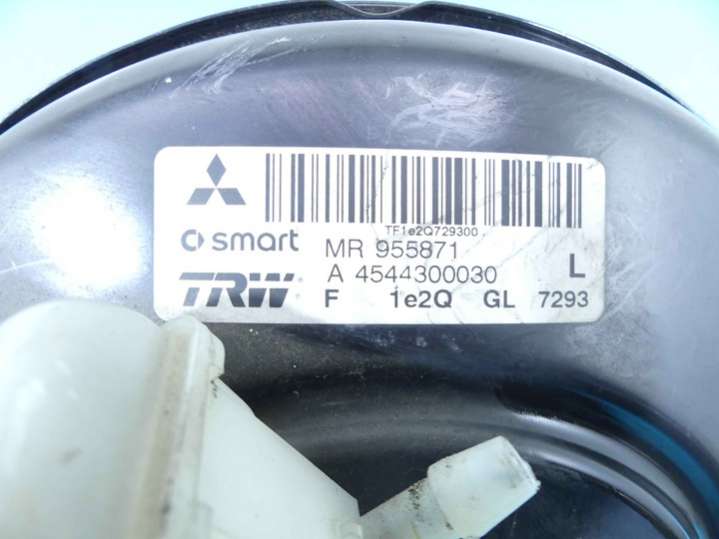 TF1e2Q729300
smart MR 955871
A 4544300030 L
TRW F 1e2Q GL 7293